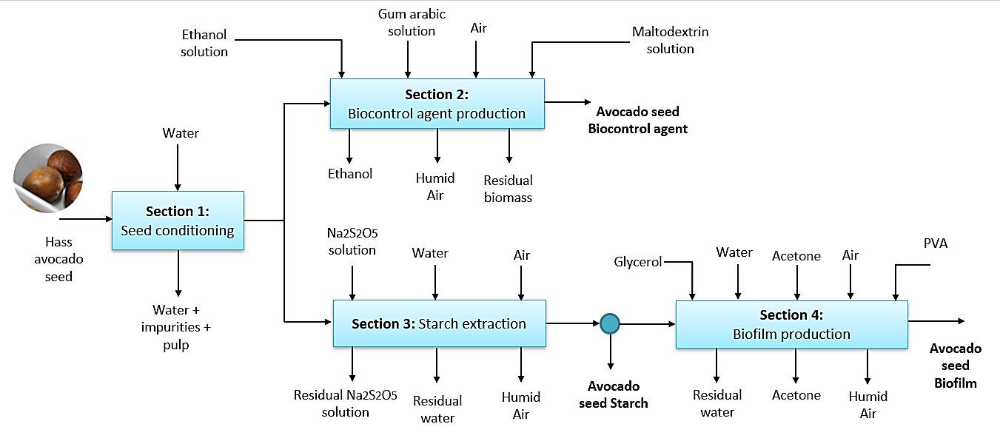 Gum arabic
solution
Air
Ethanol
solution
Maltodextrin
solution
Section 2:
Biocontrol agent production
Avocado seed
Biocontrol agent
Ethanol
Humid
Air
Residual
biomass
Water
Section 1:
Seed conditioning
Hass
avocado
seed
Water +
impurities +
pulp
Na2S2O5
solution
Water
Air
Section 3: Starch extraction
Residual Na2S2O5
solution
Residual
water
Humid
Air
Avocado
seed Starch
Glycerol
Water
Acetone
Air
PVA
Section 4:
Biofilm production
Residual
water
Acetone
Humid
Air
Avocado
seed
Biofilm